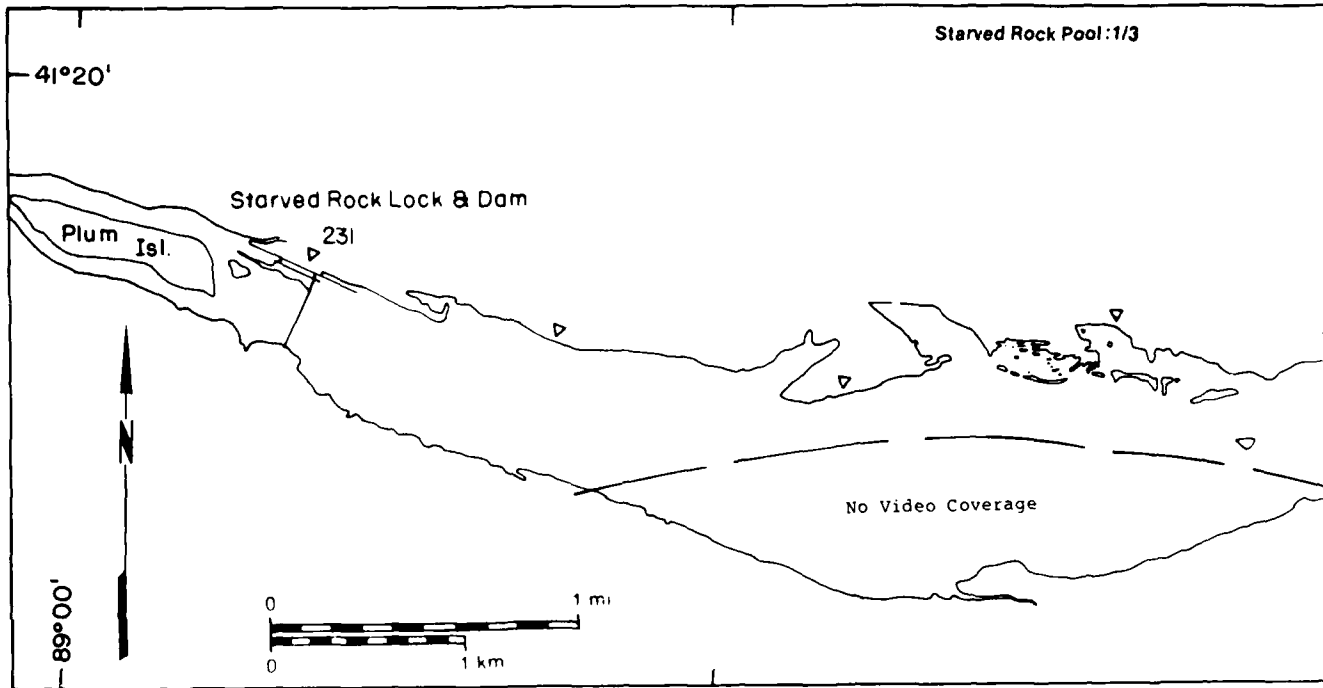 Starved Rock Pool:1/3
41°20'
Starved Rock Lock & Dam
231
Plum Isl.
N
No Video Coverage
89°00'
0 1 mi
0 1 km